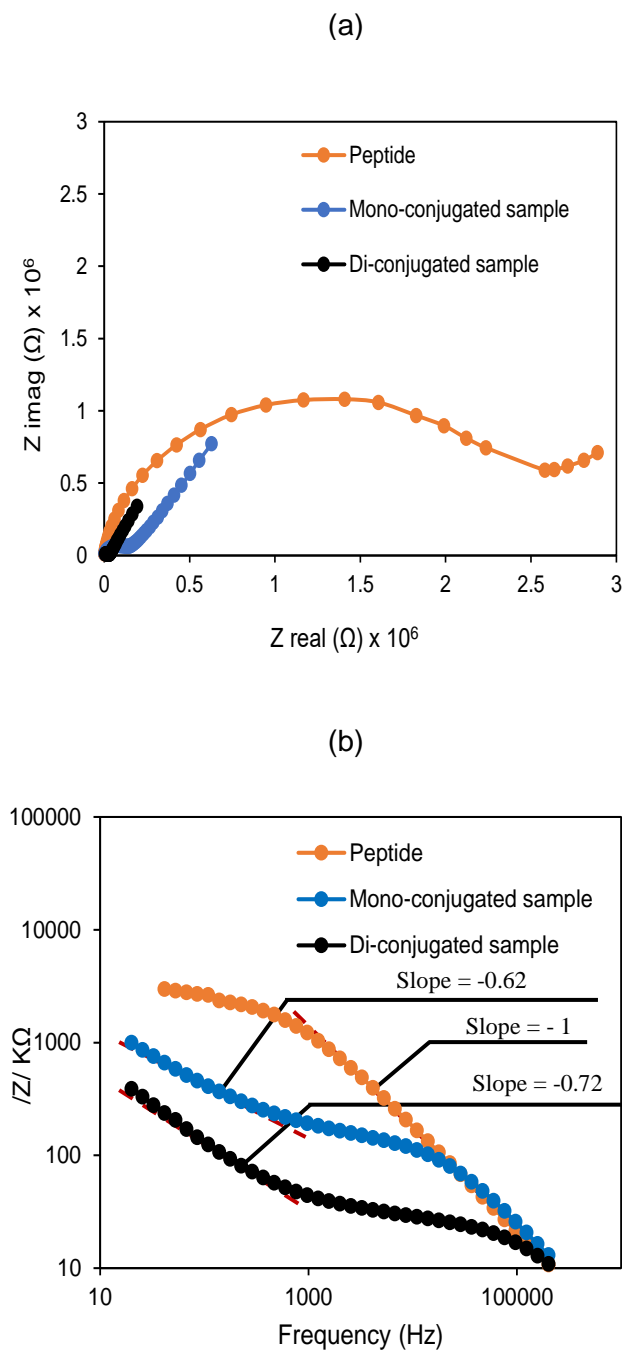 (a)
3
2.5
2
1.5
1
0.5
0
Z imag (Ω) x 10⁶
Peptide
Mono-conjugated sample
Di-conjugated sample
0 0.5 1 1.5 2 2.5 3
Z real (Ω) x 10⁶
(b)
100000
10000
1000
100
10
/Z/ KΩ
Peptide
Mono-conjugated sample
Di-conjugated sample
Slope = -0.62
Slope = - 1
Slope = -0.72
10 1000 100000
Frequency (Hz)